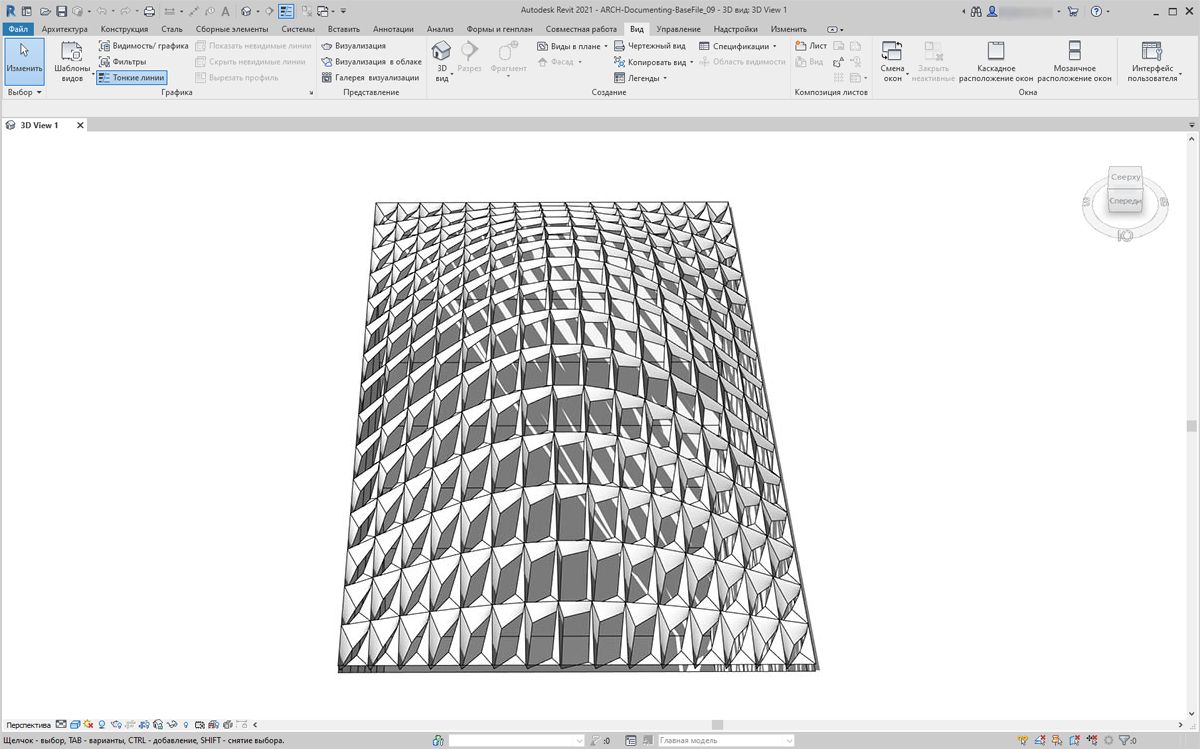 Autodesk Revit 2021 - ARCH-Documenting-BaseFile_09 - 3D вид: 3D View 1
Файл Архитектура Конструкция Сталь Сборные элементы Системы Вставить Аннотации Анализ Формы и генплан Совместная работа Вид Управление Надстройки Изменить
Изменить
Выбор
Шаблоны видов
Видимость/ графика
Фильтры
Тонкие линии
Показать невидимые линии
Скрыть невидимые линии
Вырезать профиль
Графика
Визуализация
Визуализация в облаке
Галерея визуализации
Представление
3D вид
Разрез
Фрагмент
Виды в плане
Фасад
Чертежный вид
Копировать вид
Легенды
Спецификации
Область видимости
Создание
Лист
Вид
Композиция листов
Смена окон
Закрыть неактивные
Каскадное расположение окон
Мозаичное расположение окон
Окна
Интерфейс пользователя
3D View 1
Сверху
Спереди
Ю
Перспектива
Щелчок - выбор, TAB - варианты, CTRL - добавление, SHIFT - снятие выбора.
:0
Главная модель
:0